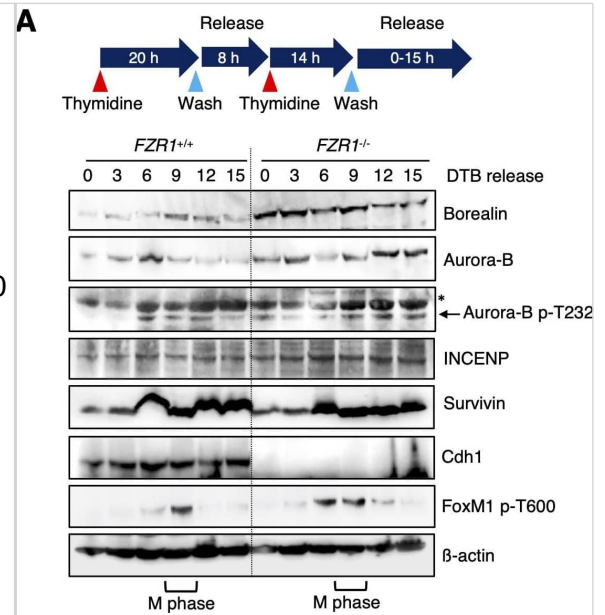 A
Release Release
20 h 8 h 14 h 0-15 h
Thymidine Wash Thymidine Wash
FZR1+/+ FZR1-/-
0 3 6 9 12 15 0 3 6 9 12 15 DTB release
Borealin
Aurora-B
*
Aurora-B p-T232
INCENP
Survivin
Cdh1
FoxM1 p-T600
ß-actin
M phase M phase